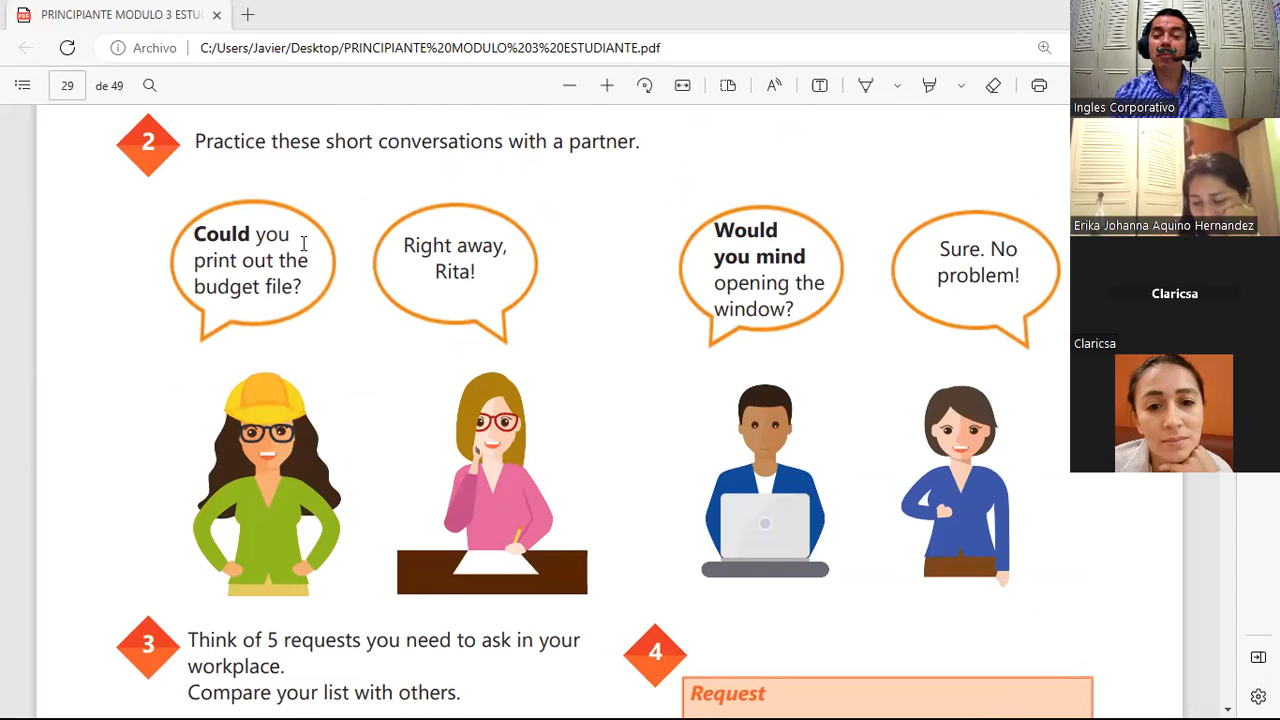 PRINCIPIANTE MODULO 3 ESTU
Archivo
C:/Users/Javier/Desktop/PRINCIPIANTE%20MODULO%203%20ESTUDIANTE.pdf
29
de 49
2
Practice these short conversations with a partner.
Could you
print out the
budget file?
Right away,
Rita!
Would
you mind
opening the
window?
Sure. No
problem!
3
Think of 5 requests you need to ask in your
workplace.
Compare your list with others.
4
Request
Ingles Corporativo
Erika Johanna Aquino Hernandez
Claricsa
Claricsa